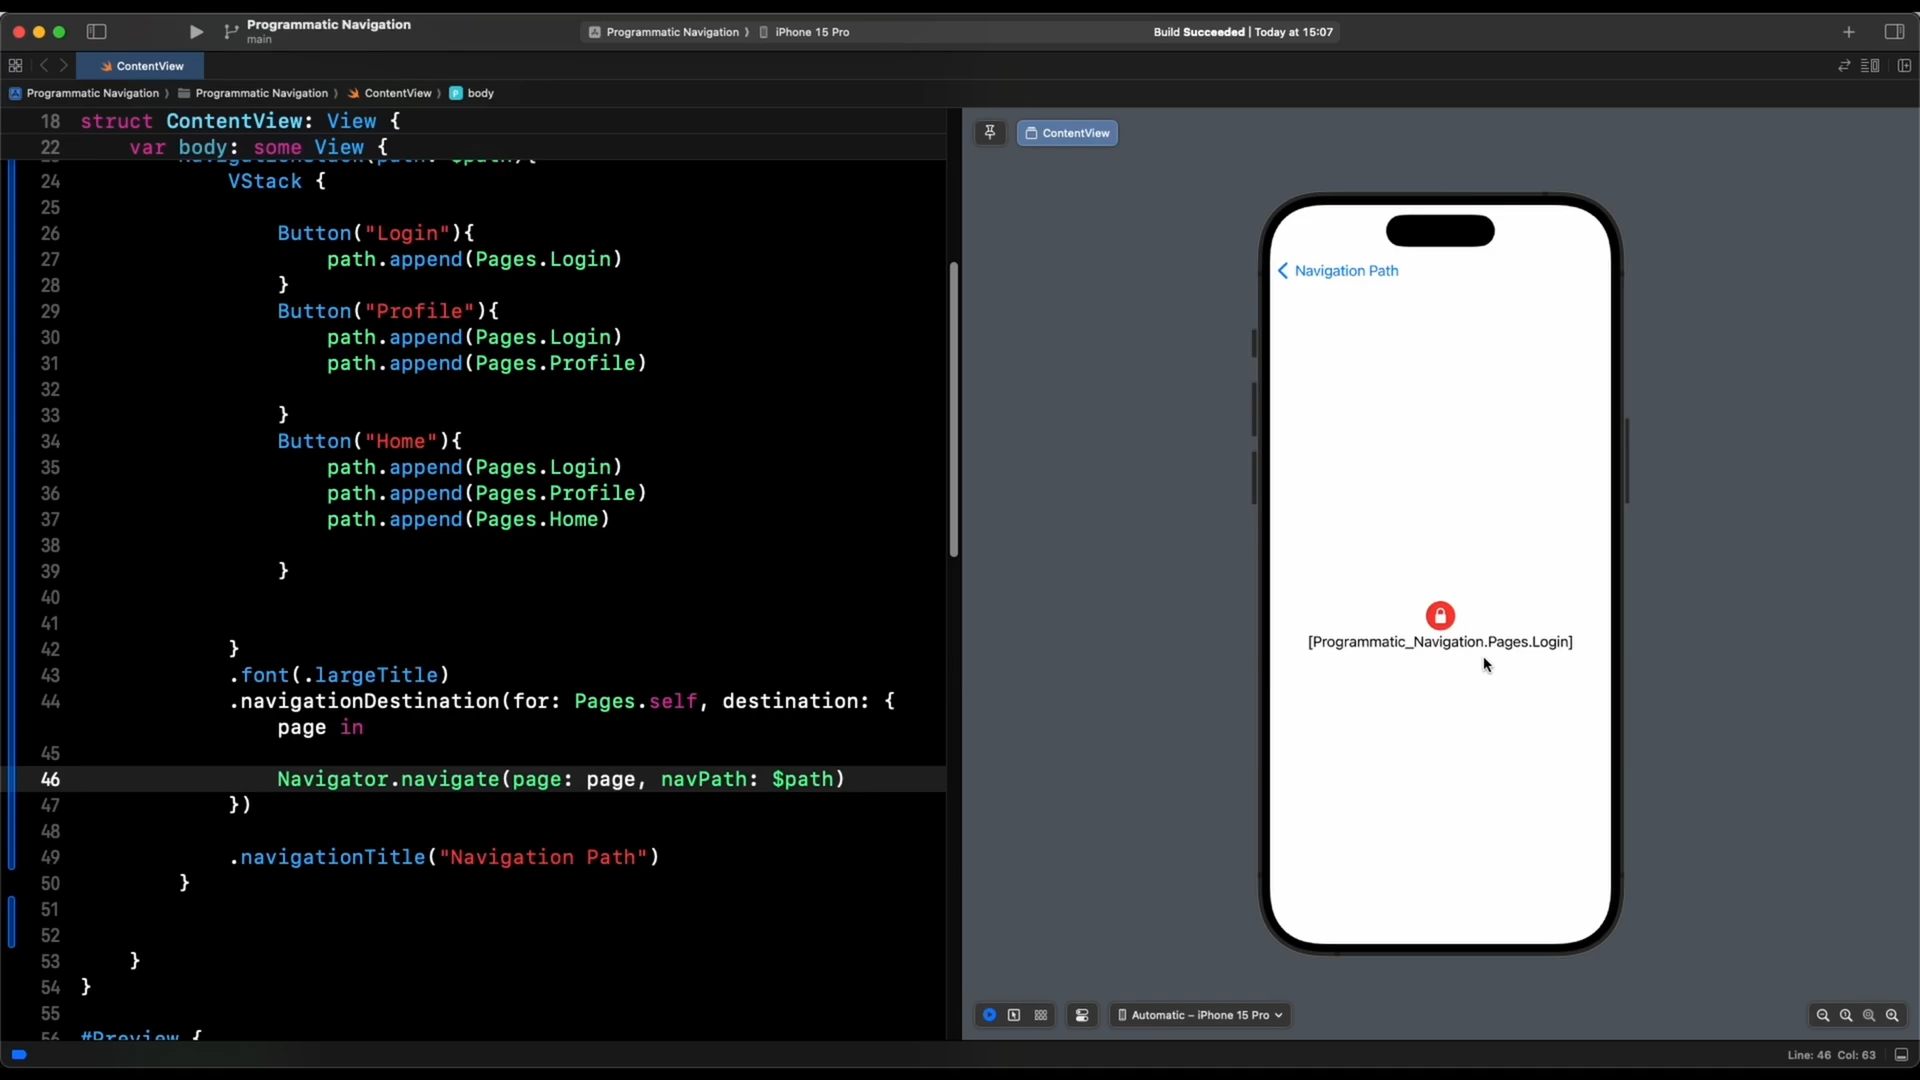 Programmatic Navigation
main
Programmatic Navigation 〉 iPhone 15 Pro
Build Succeeded | Today at 15:07
ContentView
Programmatic Navigation 〉 Programmatic Navigation 〉 ContentView 〉 P body
18 struct ContentView: View {
22 var body: some View {
NavigationStack(path: $path){
24 VStack {
25
26 Button("Login"){
27 path.append(Pages.Login)
28 }
29 Button("Profile"){
30 path.append(Pages.Login)
31 path.append(Pages.Profile)
32
33 }
34 Button("Home"){
35 path.append(Pages.Login)
36 path.append(Pages.Profile)
37 path.append(Pages.Home)
38
39 }
40
41
42 }
43 .font(.largeTitle)
44 .navigationDestination(for: Pages.self, destination: {
page in
45
46 Navigator.navigate(page: page, navPath: $path)
47 })
48
49 .navigationTitle("Navigation Path")
50 }
51
52
53 }
54 }
55
56 #Preview {
ContentView
Navigation Path
[Programmatic_Navigation.Pages.Login]
Automatic – iPhone 15 Pro
Line: 46 Col: 63